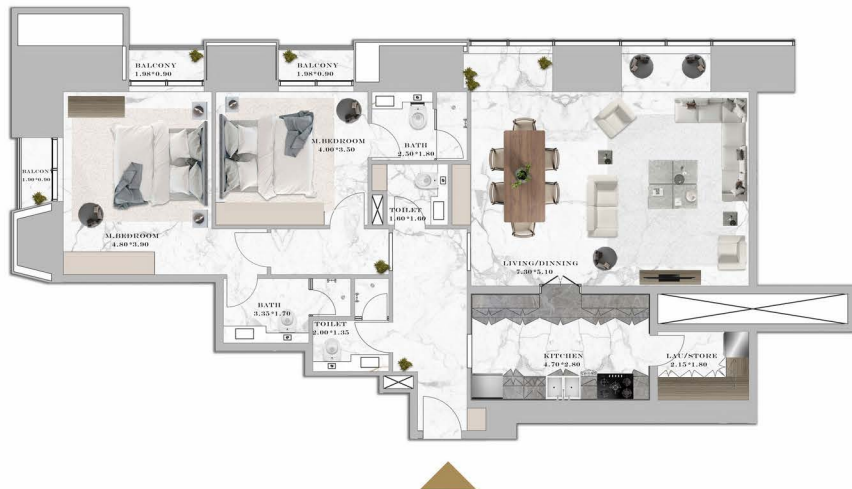 BALCONY
1.98*0.90
BALCONY
1.98*0.90
M.BEDROOM
4.00*3.50
BATH
2.50*1.80
BALCONY
1.90*0.90
TOILET
1.60*1.60
M.BEDROOM
4.80*3.90
LIVING/DINNING
7.30*5.10
BATH
3.35*1.70
TOILET
2.00*1.35
KITCHEN
4.70*2.80
LAU/STORE
2.15*1.80